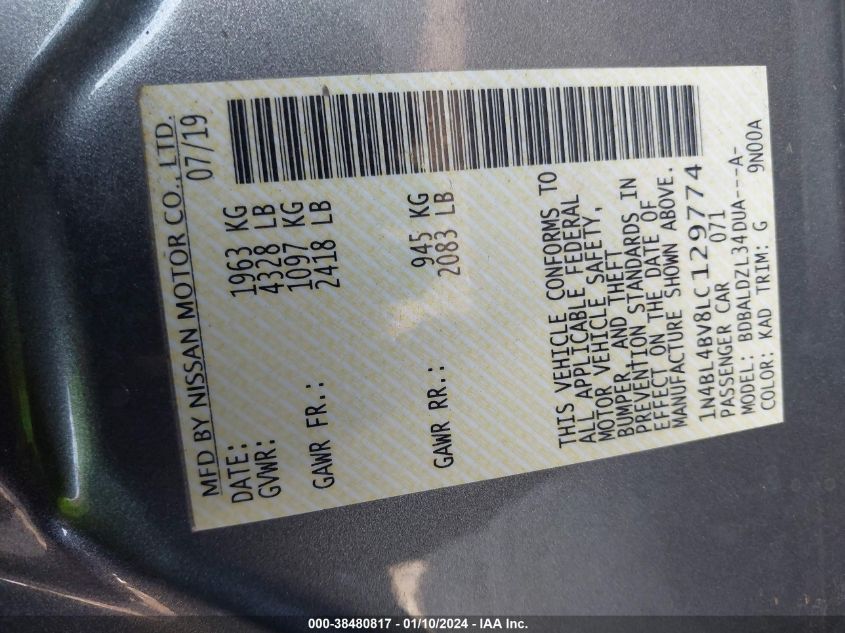 MFD BY NISSAN MOTOR CO., LTD.
DATE: 07/19
GVWR: 1963 KG
4328 LB
GAWR FR.: 1097 KG
2418 LB
GAWR RR.: 945 KG
2083 LB
THIS VEHICLE CONFORMS TO
ALL APPLICABLE FEDERAL
MOTOR VEHICLE SAFETY,
BUMPER, AND THEFT
PREVENTION STANDARDS IN
EFFECT ON THE DATE OF
MANUFACTURE SHOWN ABOVE.
1N4BL4BV8LC129774
PASSENGER CAR 071
MODEL: BDBALDZL34DUA---A-
COLOR: KAD TRIM: G 9N00A
000-38480817 - 01/10/2024 - IAA Inc.